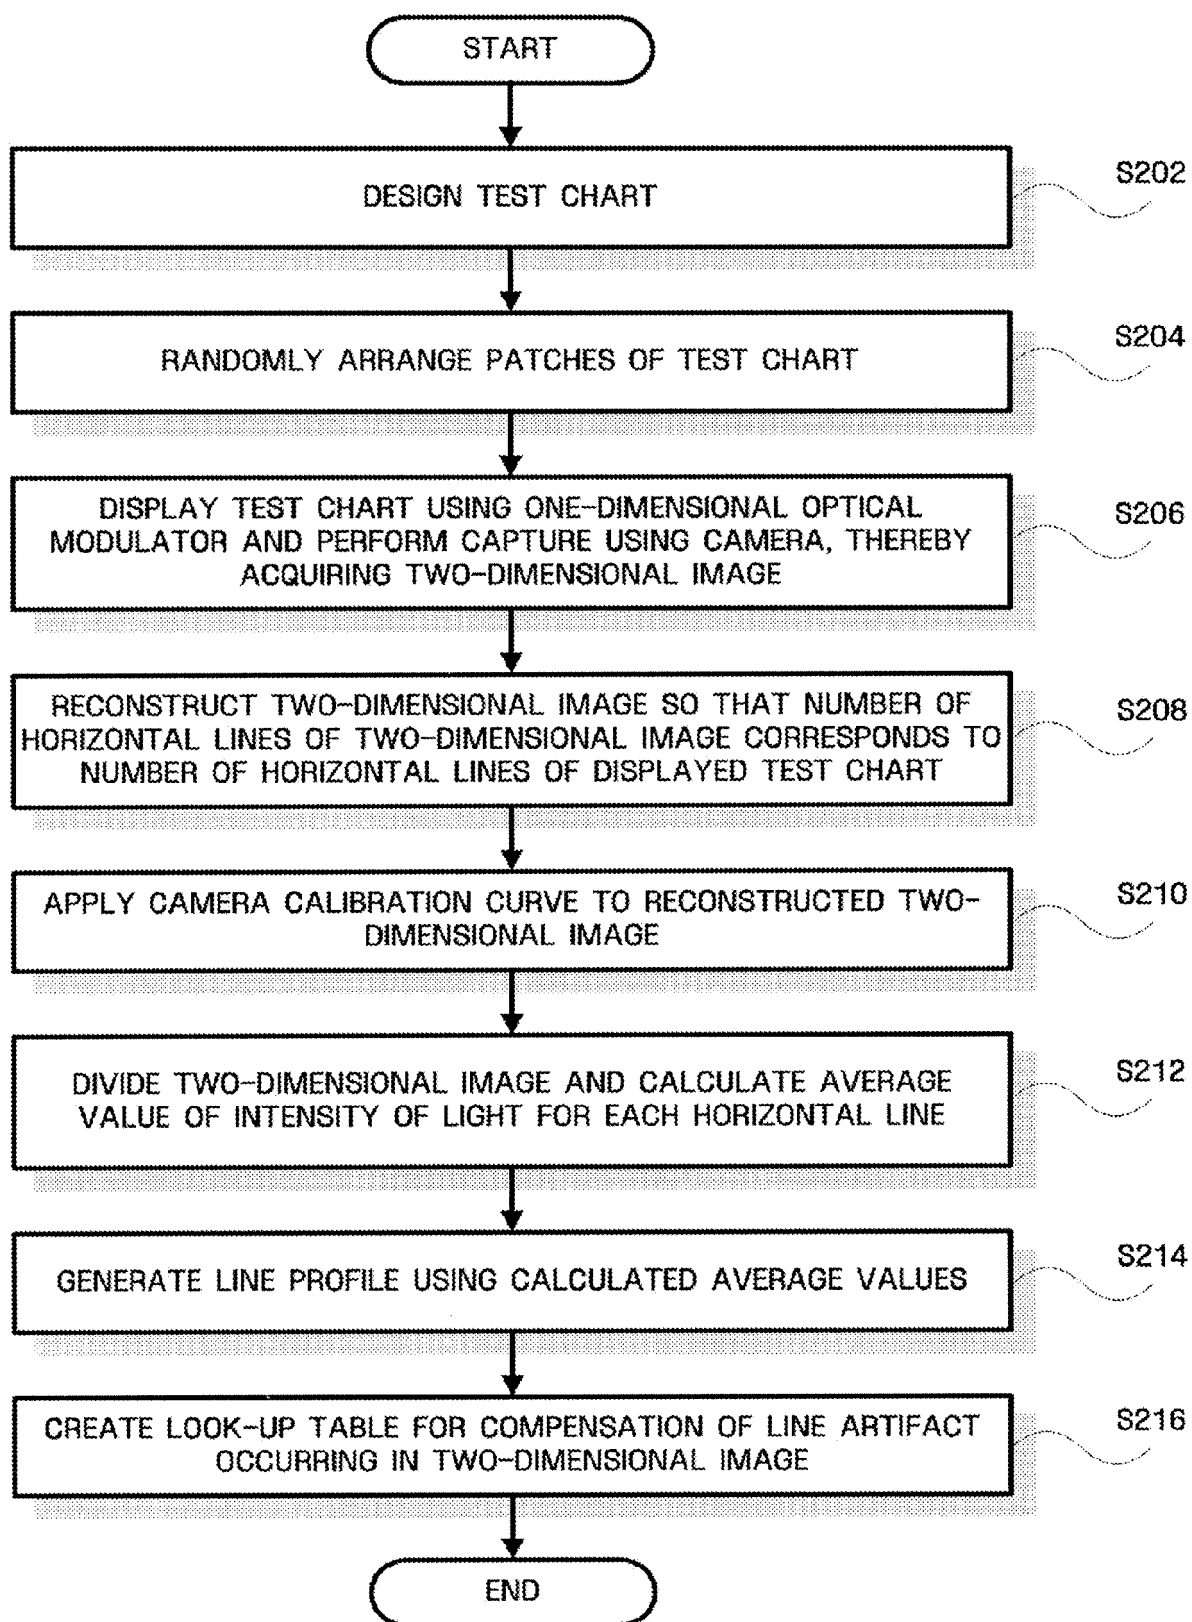 START
DESIGN TEST CHART
S202
RANDOMLY ARRANGE PATCHES OF TEST CHART
S204
DISPLAY TEST CHART USING ONE-DIMENSIONAL OPTICAL
MODULATOR AND PERFORM CAPTURE USING CAMERA, THEREBY
ACQUIRING TWO-DIMENSIONAL IMAGE
S206
RECONSTRUCT TWO-DIMENSIONAL IMAGE SO THAT NUMBER OF
HORIZONTAL LINES OF TWO-DIMENSIONAL IMAGE CORRESPONDS TO
NUMBER OF HORIZONTAL LINES OF DISPLAYED TEST CHART
S208
APPLY CAMERA CALIBRATION CURVE TO RECONSTRUCTED TWO-
DIMENSIONAL IMAGE
S210
DIVIDE TWO-DIMENSIONAL IMAGE AND CALCULATE AVERAGE
VALUE OF INTENSITY OF LIGHT FOR EACH HORIZONTAL LINE
S212
GENERATE LINE PROFILE USING CALCULATED AVERAGE VALUES
S214
CREATE LOOK-UP TABLE FOR COMPENSATION OF LINE ARTIFACT
OCCURRING IN TWO-DIMENSIONAL IMAGE
S216
END